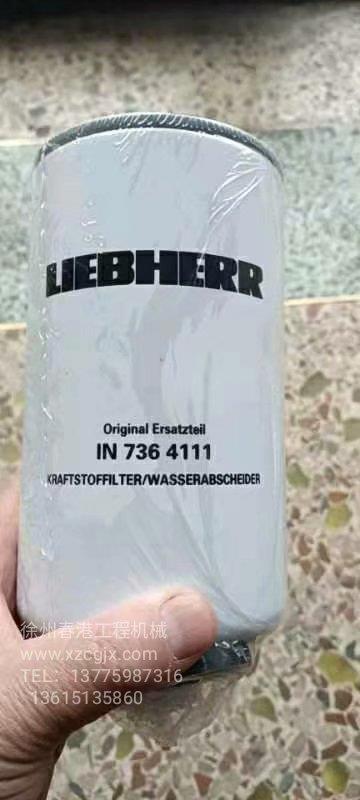 LIEBHERR
Original Ersatzteil
IN 736 4111
KRAFTSTOFFILTER/WASSERABSCHEIDER
徐州春港工程机械
www.xzcgjx.com
TEL: 13775987316
13615135860